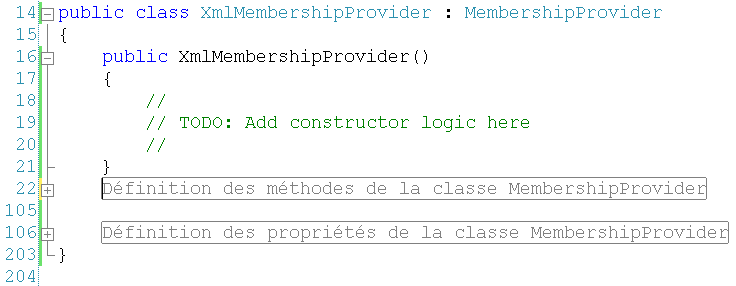 14 public class XmlMembershipProvider : MembershipProvider
15 {
16 public XmlMembershipProvider()
17 {
18 //
19 // TODO: Add constructor logic here
20 //
21 }
22 Définition des méthodes de la classe MembershipProvider
105
106 Définition des propriétés de la classe MembershipProvider
203 }
204